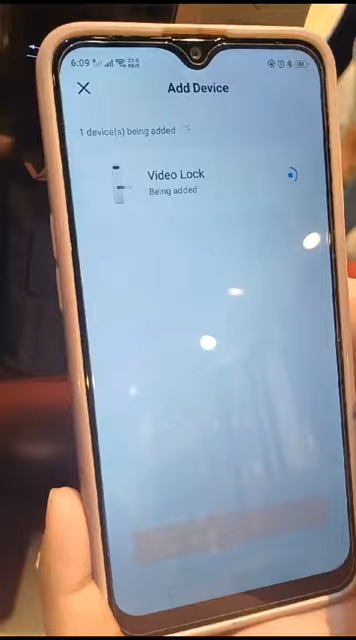 6:09
Add Device
1 device(s) being added
Video Lock
Being added